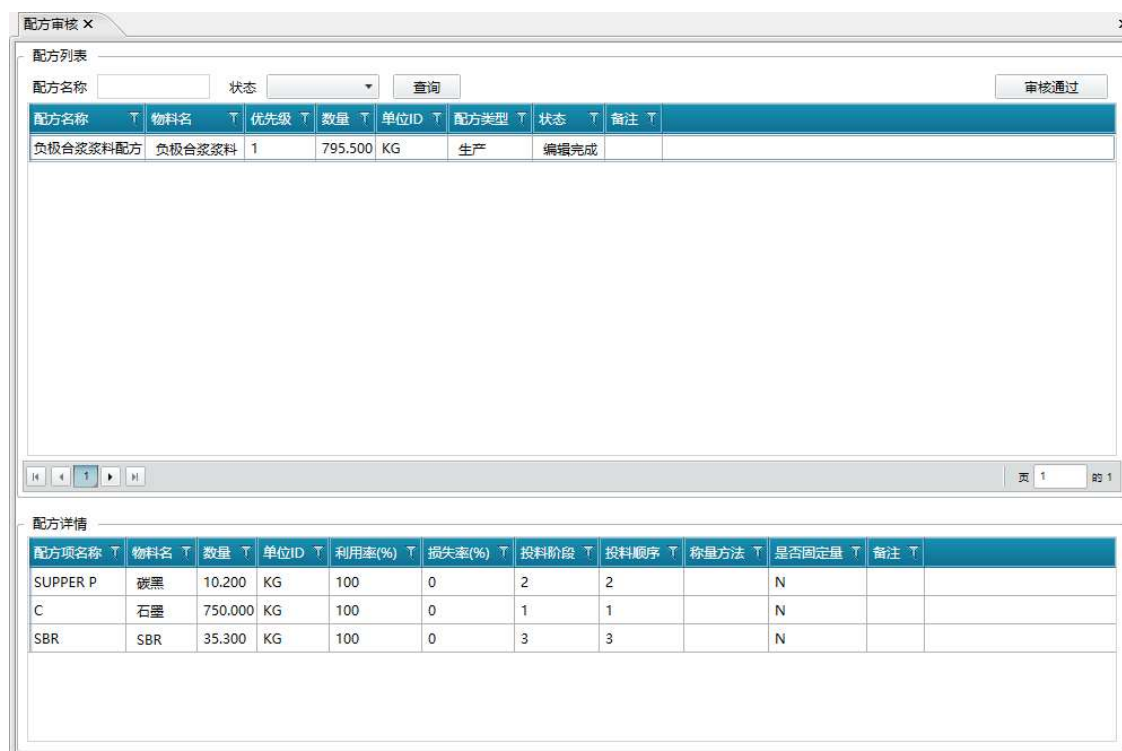 配方审核 ×
配方列表
配方名称 状态 查询 审核通过
配方名称 物料名 优先级 数量 单位ID 配方类型 状态 备注
负极合浆浆料配方 负极合浆浆料 1 795.500 KG 生产 编辑完成
1 页 1 的 1
配方详情
配方项名称 物料名 数量 单位ID 利用率(%) 损失率(%) 投料阶段 投料顺序 称量方法 是否固定量 备注
SUPPER P 碳黑 10.200 KG 100 0 2 2 N
C 石墨 750.000 KG 100 0 1 1 N
SBR SBR 35.300 KG 100 0 3 3 N